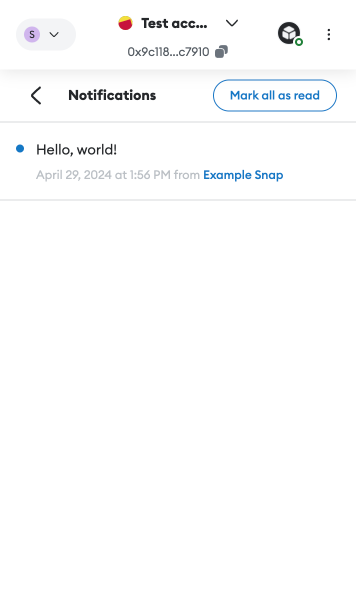 S
Test acc...
0x9c118...c7910
Notifications
Mark all as read
Hello, world!
April 29, 2024 at 1:56 PM from Example Snap